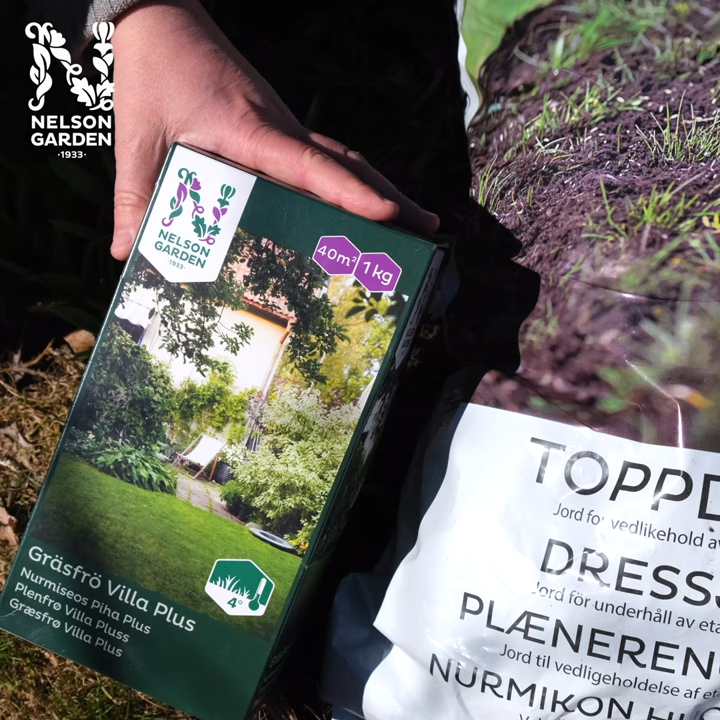 NELSON
GARDEN
·1933·
NELSON
GARDEN
·1933·
40m²
1kg
Gräsfrö Villa Plus
Nurmiseos Piha Plus
Plenfrø Villa Pluss
Græsfrø Villa Plus
4°
TOPPD
Jord for vedlikehold av
DRESS
Jord för underhåll av eta
PLÆNEREN
Jord til vedligeholdelse af eta
NURMIKON